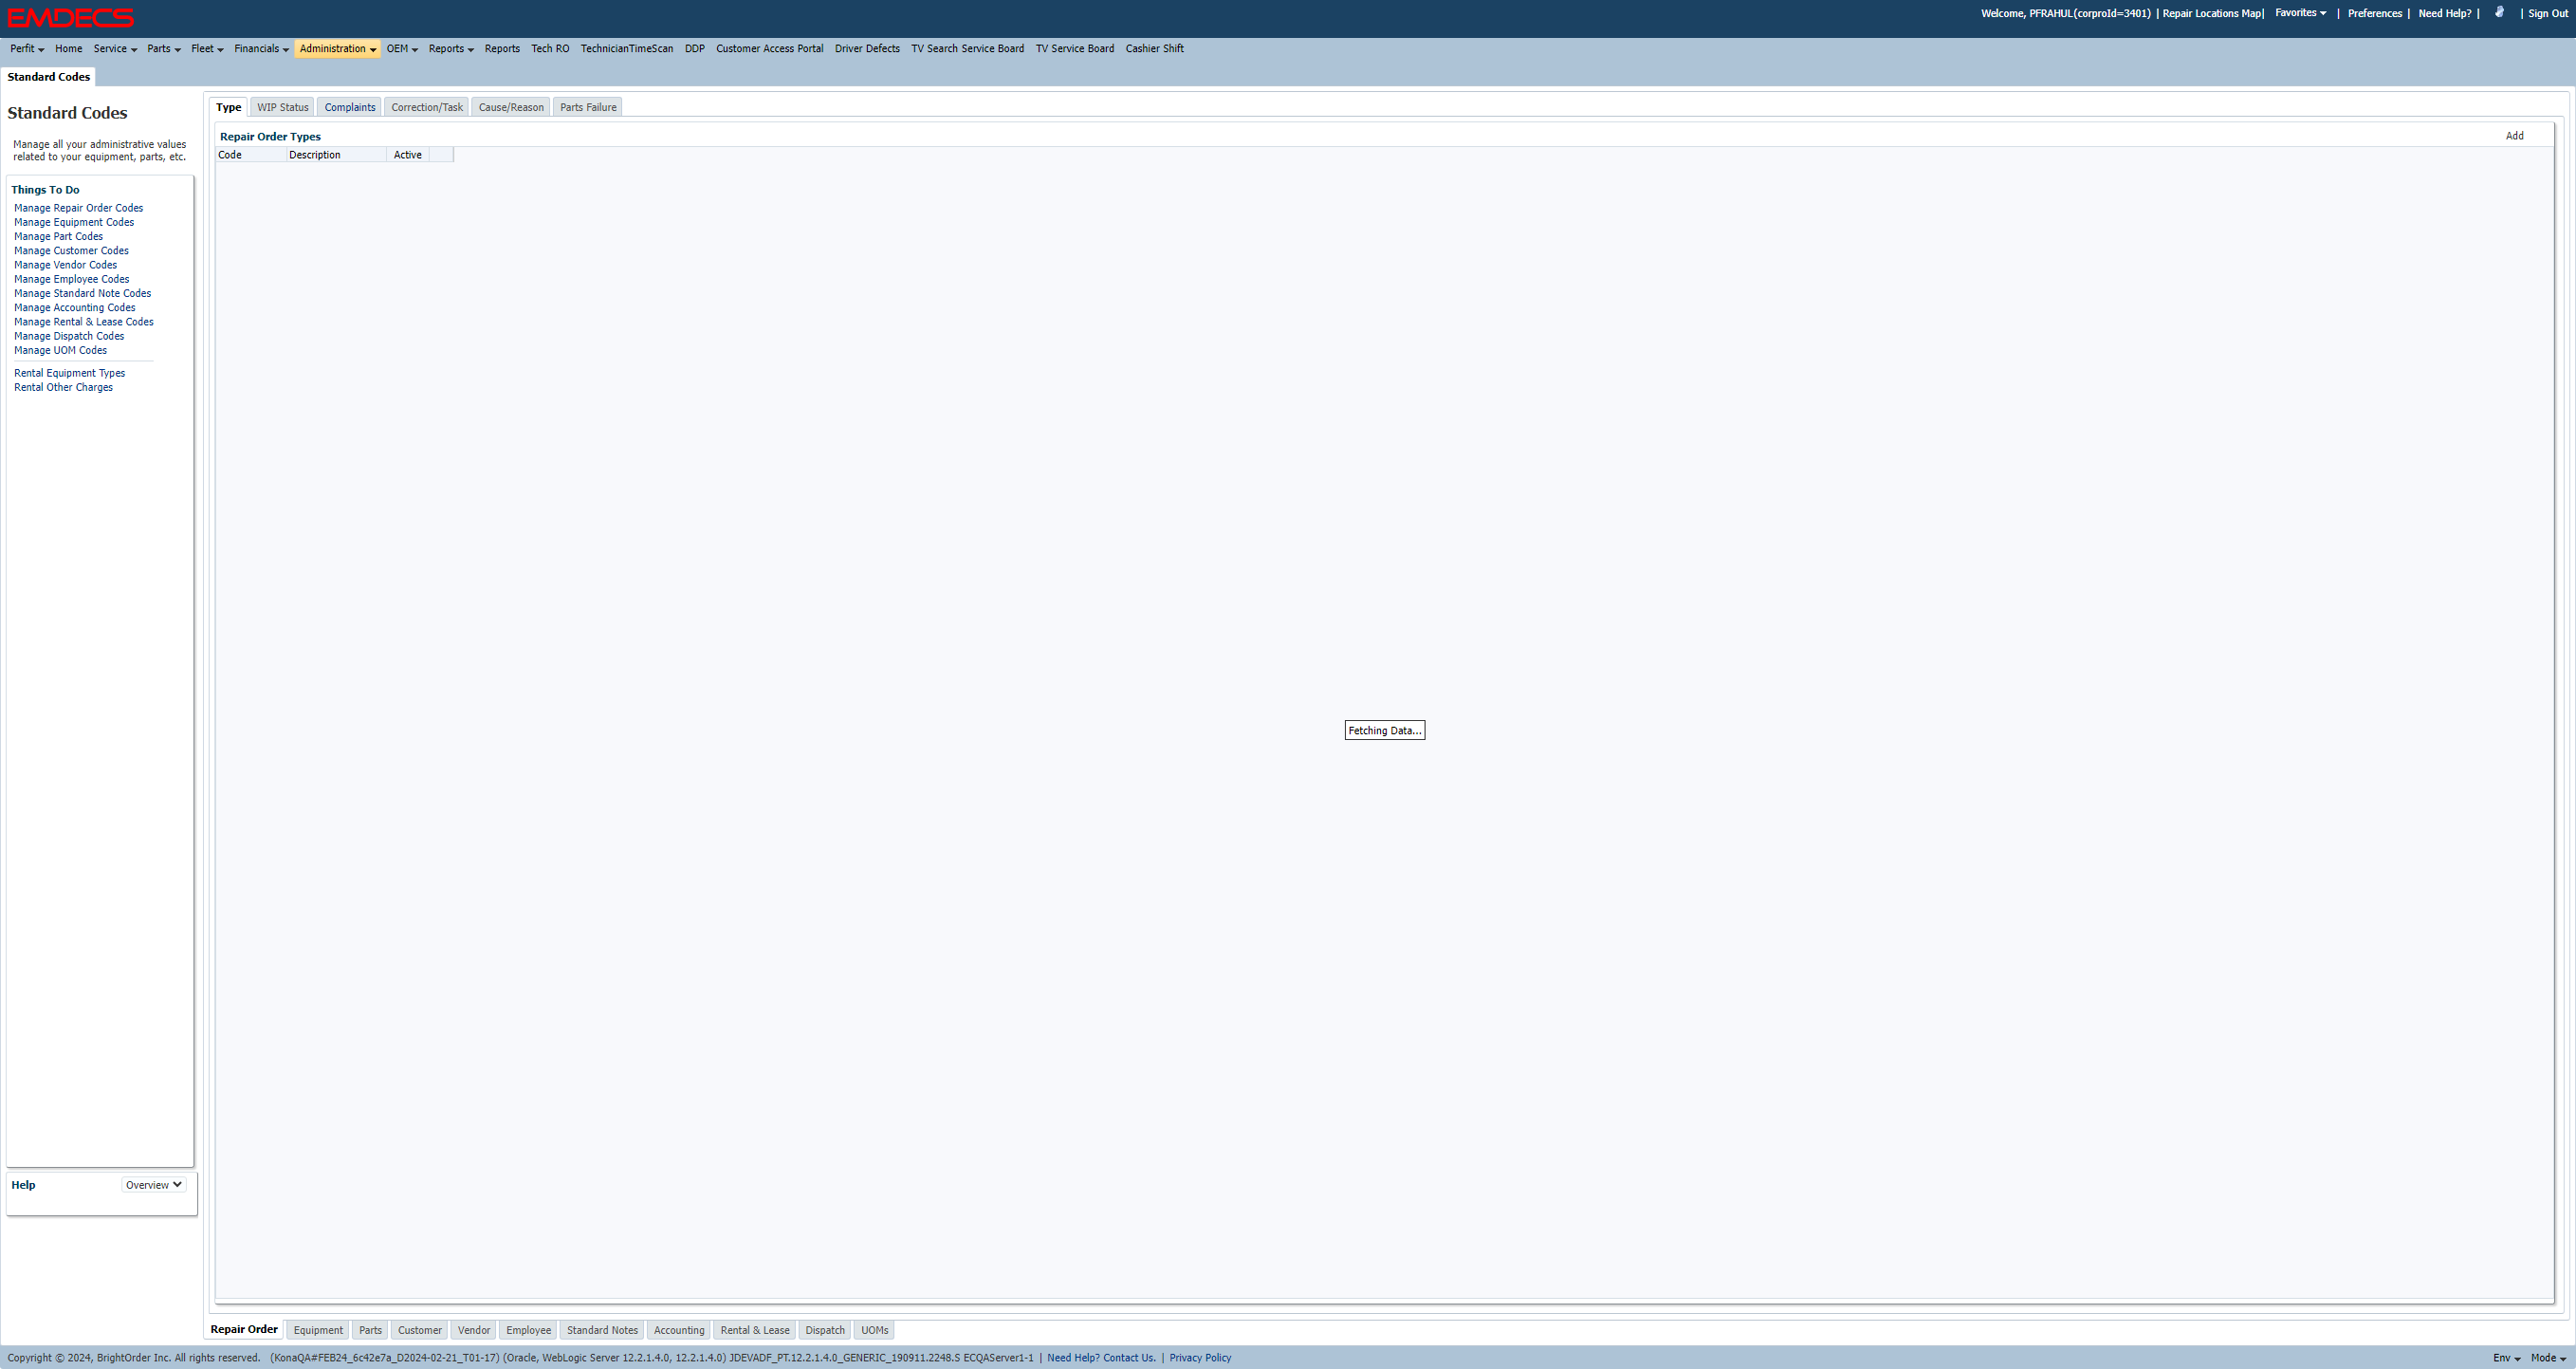 EMDECS
Welcome, PFRAHUL(corproId=3401) | Repair Locations Map| Favorites | Preferences | Need Help? | | Sign Out
Perfit Home Service Parts Fleet Financials Administration OEM Reports Reports Tech RO TechnicianTimeScan DDP Customer Access Portal Driver Defects TV Search Service Board TV Service Board Cashier Shift
Standard Codes
Standard Codes
Manage all your administrative values
related to your equipment, parts, etc.
Things To Do
Manage Repair Order Codes
Manage Equipment Codes
Manage Part Codes
Manage Customer Codes
Manage Vendor Codes
Manage Employee Codes
Manage Standard Note Codes
Manage Accounting Codes
Manage Rental & Lease Codes
Manage Dispatch Codes
Manage UOM Codes
Rental Equipment Types
Rental Other Charges
Help Overview
Type WIP Status Complaints Correction/Task Cause/Reason Parts Failure
Repair Order Types Add
Code Description Active
Fetching Data...
Repair Order Equipment Parts Customer Vendor Employee Standard Notes Accounting Rental & Lease Dispatch UOMs
Copyright © 2024, BrightOrder Inc. All rights reserved. (KonaQA#FEB24_6c42e7a_D2024-02-21_T01-17) (Oracle, WebLogic Server 12.2.1.4.0, 12.2.1.4.0) JDEVADF_PT.12.2.1.4.0_GENERIC_190911.2248.S ECQAServer1-1 | Need Help? Contact Us. | Privacy Policy Env Mode